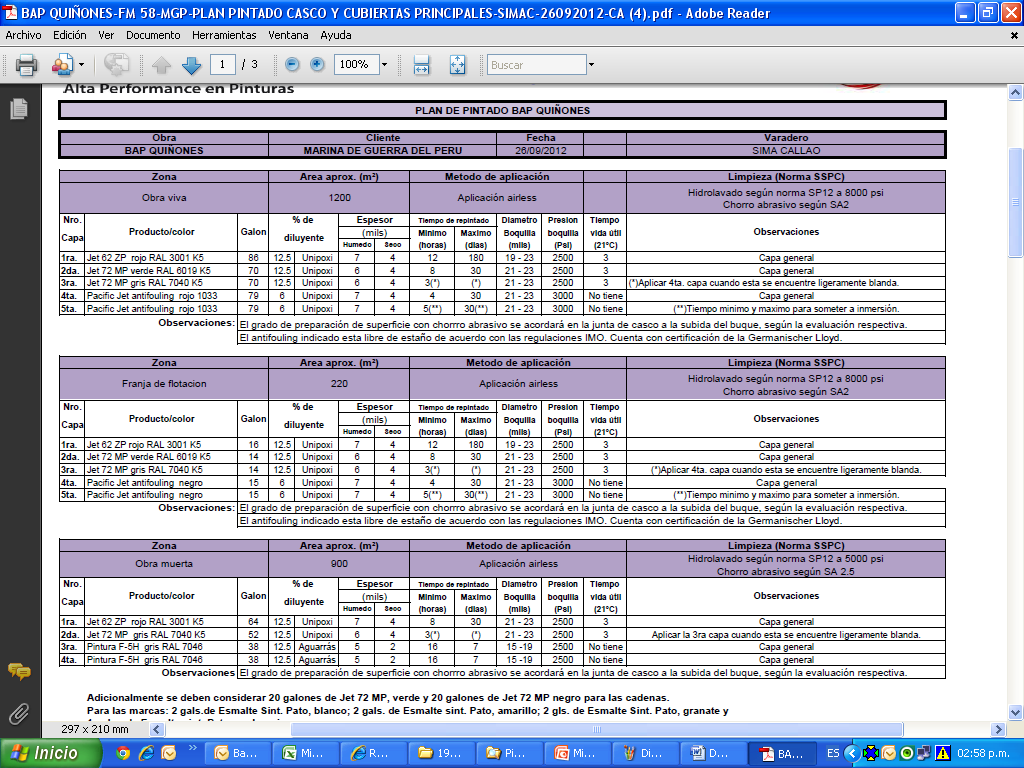 BAP QUIÑONES-FM 58-MGP-PLAN PINTADO CASCO Y CUBIERTAS PRINCIPALES-SIMAC-26092012-CA (4).pdf - Adobe Reader
Archivo Edición Ver Documento Herramientas Ventana Ayuda
1 / 3 100% Buscar
Alta Performance en Pinturas
PLAN DE PINTADO BAP QUIÑONES
Obra Cliente Fecha Varadero
BAP QUIÑONES MARINA DE GUERRA DEL PERU 26/09/2012 SIMA CALLAO
Zona Area aprox. (m²) Metodo de aplicación Limpieza (Norma SSPC)
Obra viva 1200 Aplicación airless Hidrolavado según norma SP12 a 8000 psi
Chorro abrasivo según SA2
Nro. % de Espesor Tiempo de repintado Diametro Presion Tiempo
Producto/color Galon (mils) Minimo Maximo Boquilla boquilla vida útil Observaciones
Capa diluyente Humedo Seco (horas) (dias) (mils) (Psi) (21°C)
1ra. Jet 62 ZP rojo RAL 3001 K5 86 12.5 Unipoxi 7 4 12 180 19 - 23 2500 3 Capa general
2da. Jet 72 MP verde RAL 6019 K5 70 12.5 Unipoxi 6 4 8 30 21 - 23 2500 3 Capa general
3ra. Jet 72 MP gris RAL 7040 K5 70 12.5 Unipoxi 6 4 3(*) (*) 21 - 23 2500 3 (*)Aplicar 4ta. capa cuando esta se encuentre ligeramente blanda.
4ta. Pacific Jet antifouling rojo 1033 79 6 Unipoxi 7 4 4 30 21 - 23 3000 No tiene Capa general
5ta. Pacific Jet antifouling rojo 1033 79 6 Unipoxi 7 4 5(**) 30(**) 21 - 23 3000 No tiene (**)Tiempo minimo y maximo para someter a inmersión.
Observaciones: El grado de preparación de superficie con chorrro abrasivo se acordará en la junta de casco a la subida del buque, según la evaluación respectiva.
El antifouling indicado esta libre de estaño de acuerdo con las regulaciones IMO. Cuenta con certificación de la Germanischer Lloyd.
Zona Area aprox. (m²) Metodo de aplicación Limpieza (Norma SSPC)
Franja de flotacion 220 Aplicación airless Hidrolavado según norma SP12 a 8000 psi
Chorro abrasivo según SA2
Nro. % de Espesor Tiempo de repintado Diametro Presion Tiempo
Producto/color Galon (mils) Minimo Maximo Boquilla boquilla vida útil Observaciones
Capa diluyente Humedo Seco (horas) (dias) (mils) (Psi) (21°C)
1ra. Jet 62 ZP rojo RAL 3001 K5 16 12.5 Unipoxi 7 4 12 180 19 - 23 2500 3 Capa general
2da. Jet 72 MP verde RAL 6019 K5 14 12.5 Unipoxi 6 4 8 30 21 - 23 2500 3 Capa general
3ra. Jet 72 MP gris RAL 7040 K5 14 12.5 Unipoxi 6 4 3(*) (*) 21 - 23 2500 3 (*)Aplicar 4ta. capa cuando esta se encuentre ligeramente blanda.
4ta. Pacific Jet antifouling negro 15 6 Unipoxi 7 4 4 30 21 - 23 3000 No tiene Capa general
5ta. Pacific Jet antifouling negro 15 6 Unipoxi 7 4 5(**) 30(**) 21 - 23 3000 No tiene (**)Tiempo minimo y maximo para someter a inmersión.
Observaciones: El grado de preparación de superficie con chorrro abrasivo se acordará en la junta de casco a la subida del buque, según la evaluación respectiva.
El antifouling indicado esta libre de estaño de acuerdo con las regulaciones IMO. Cuenta con certificación de la Germanischer Lloyd.
Zona Area aprox. (m²) Metodo de aplicación Limpieza (Norma SSPC)
Obra muerta 900 Aplicación airless Hidrolavado según norma SP12 a 5000 psi
Chorro abrasivo según SA 2.5
Nro. % de Espesor Tiempo de repintado Diametro Presion Tiempo
Producto/color Galon (mils) Minimo Maximo Boquilla boquilla vida útil Observaciones
Capa diluyente Humedo Seco (horas) (dias) (mils) (Psi) (21°C)
1ra. Jet 62 ZP rojo RAL 3001 K5 64 12.5 Unipoxi 7 4 8 30 21 - 23 2500 3 Capa general
2da. Jet 72 MP gris RAL 7040 K5 52 12.5 Unipoxi 6 4 3(*) (*) 21 - 23 2500 3 Aplicar la 3ra capa cuando esta se encuentre ligeramente blanda.
3ra. Pintura F-5H gris RAL 7046 38 12.5 Aguarrás 5 2 16 7 15 -19 2500 No tiene Capa general
4ta. Pintura F-5H gris RAL 7046 38 12.5 Aguarrás 5 2 16 7 15 -19 2500 No tiene Capa general
Observaciones El grado de preparación de superficie con chorrro abrasivo se acordará en la junta de casco a la subida del buque, según la evaluación respectiva.
Adicionalmente se deben considerar 20 galones de Jet 72 MP, verde y 20 galones de Jet 72 MP negro para las cadenas.
Para las marcas: 2 gals.de Esmalte Sint. Pato, blanco; 2 gals. de Esmalte sint. Pato, amarillo; 2 gls. de Esmalte Sint. Pato, granate y
297 x 210 mm
Inicio Ba... Mi... R... 19... Pi... Mi... Di... D... BA... ES 02:58 p.m.